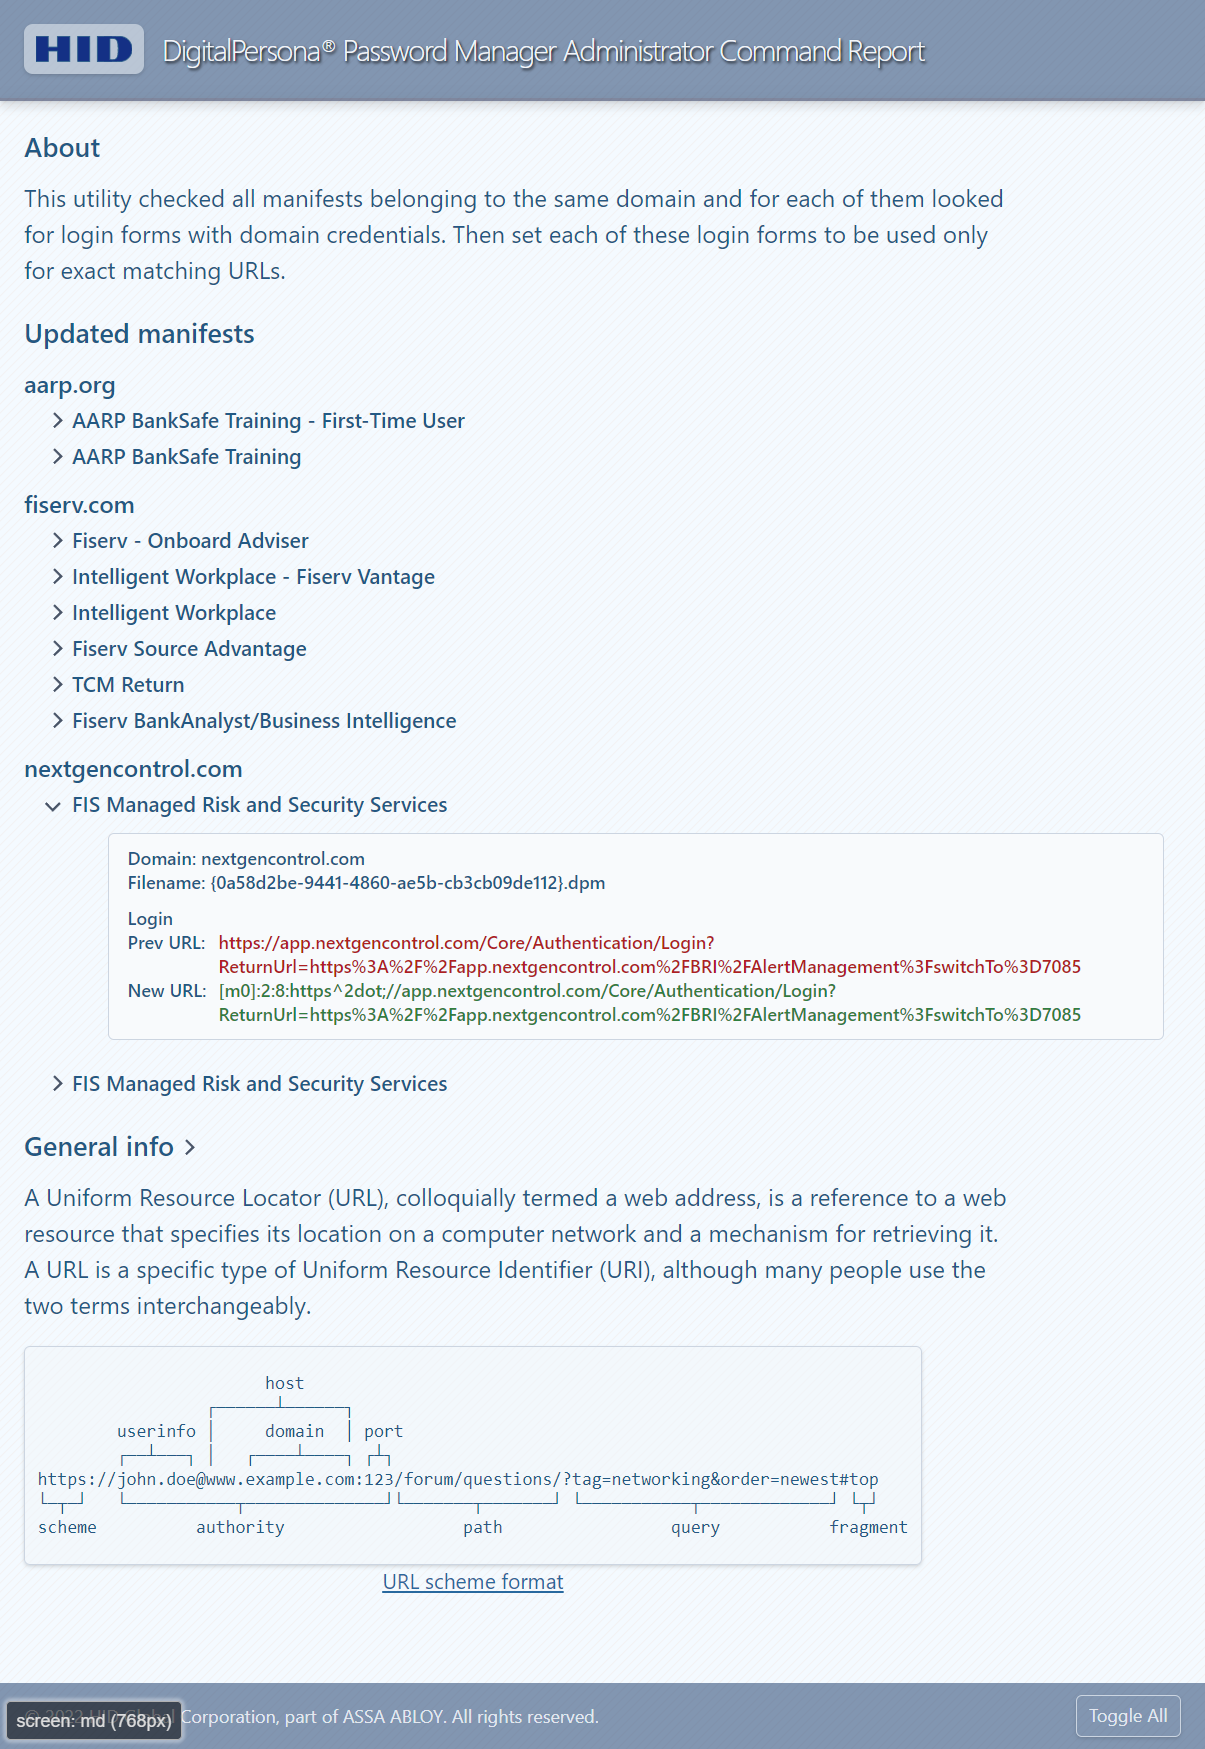 HID
DigitalPersona® Password Manager Administrator Command Report
About
This utility checked all manifests belonging to the same domain and for each of them looked
for login forms with domain credentials. Then set each of these login forms to be used only
for exact matching URLs.
Updated manifests
aarp.org
AARP BankSafe Training - First-Time User
AARP BankSafe Training
fiserv.com
Fiserv - Onboard Adviser
Intelligent Workplace - Fiserv Vantage
Intelligent Workplace
Fiserv Source Advantage
TCM Return
Fiserv BankAnalyst/Business Intelligence
nextgencontrol.com
FIS Managed Risk and Security Services
Domain: nextgencontrol.com
Filename: {0a58d2be-9441-4860-ae5b-cb3cb09de112}.dpm
Login
Prev URL: https://app.nextgencontrol.com/Core/Authentication/Login?
ReturnUrl=https%3A%2F%2Fapp.nextgencontrol.com%2FBRI%2FAlertManagement%3FswitchTo%3D7085
New URL: [m0]:2:8:https^2dot;//app.nextgencontrol.com/Core/Authentication/Login?
ReturnUrl=https%3A%2F%2Fapp.nextgencontrol.com%2FBRI%2FAlertManagement%3FswitchTo%3D7085
FIS Managed Risk and Security Services
General info
A Uniform Resource Locator (URL), colloquially termed a web address, is a reference to a web
resource that specifies its location on a computer network and a mechanism for retrieving it.
A URL is a specific type of Uniform Resource Identifier (URI), although many people use the
two terms interchangeably.
host
userinfo domain port
https://john.doe@www.example.com:123/forum/questions/?tag=networking&order=newest#top
scheme authority path query fragment
URL scheme format
screen: md (768px)
Corporation, part of ASSA ABLOY. All rights reserved.
Toggle All